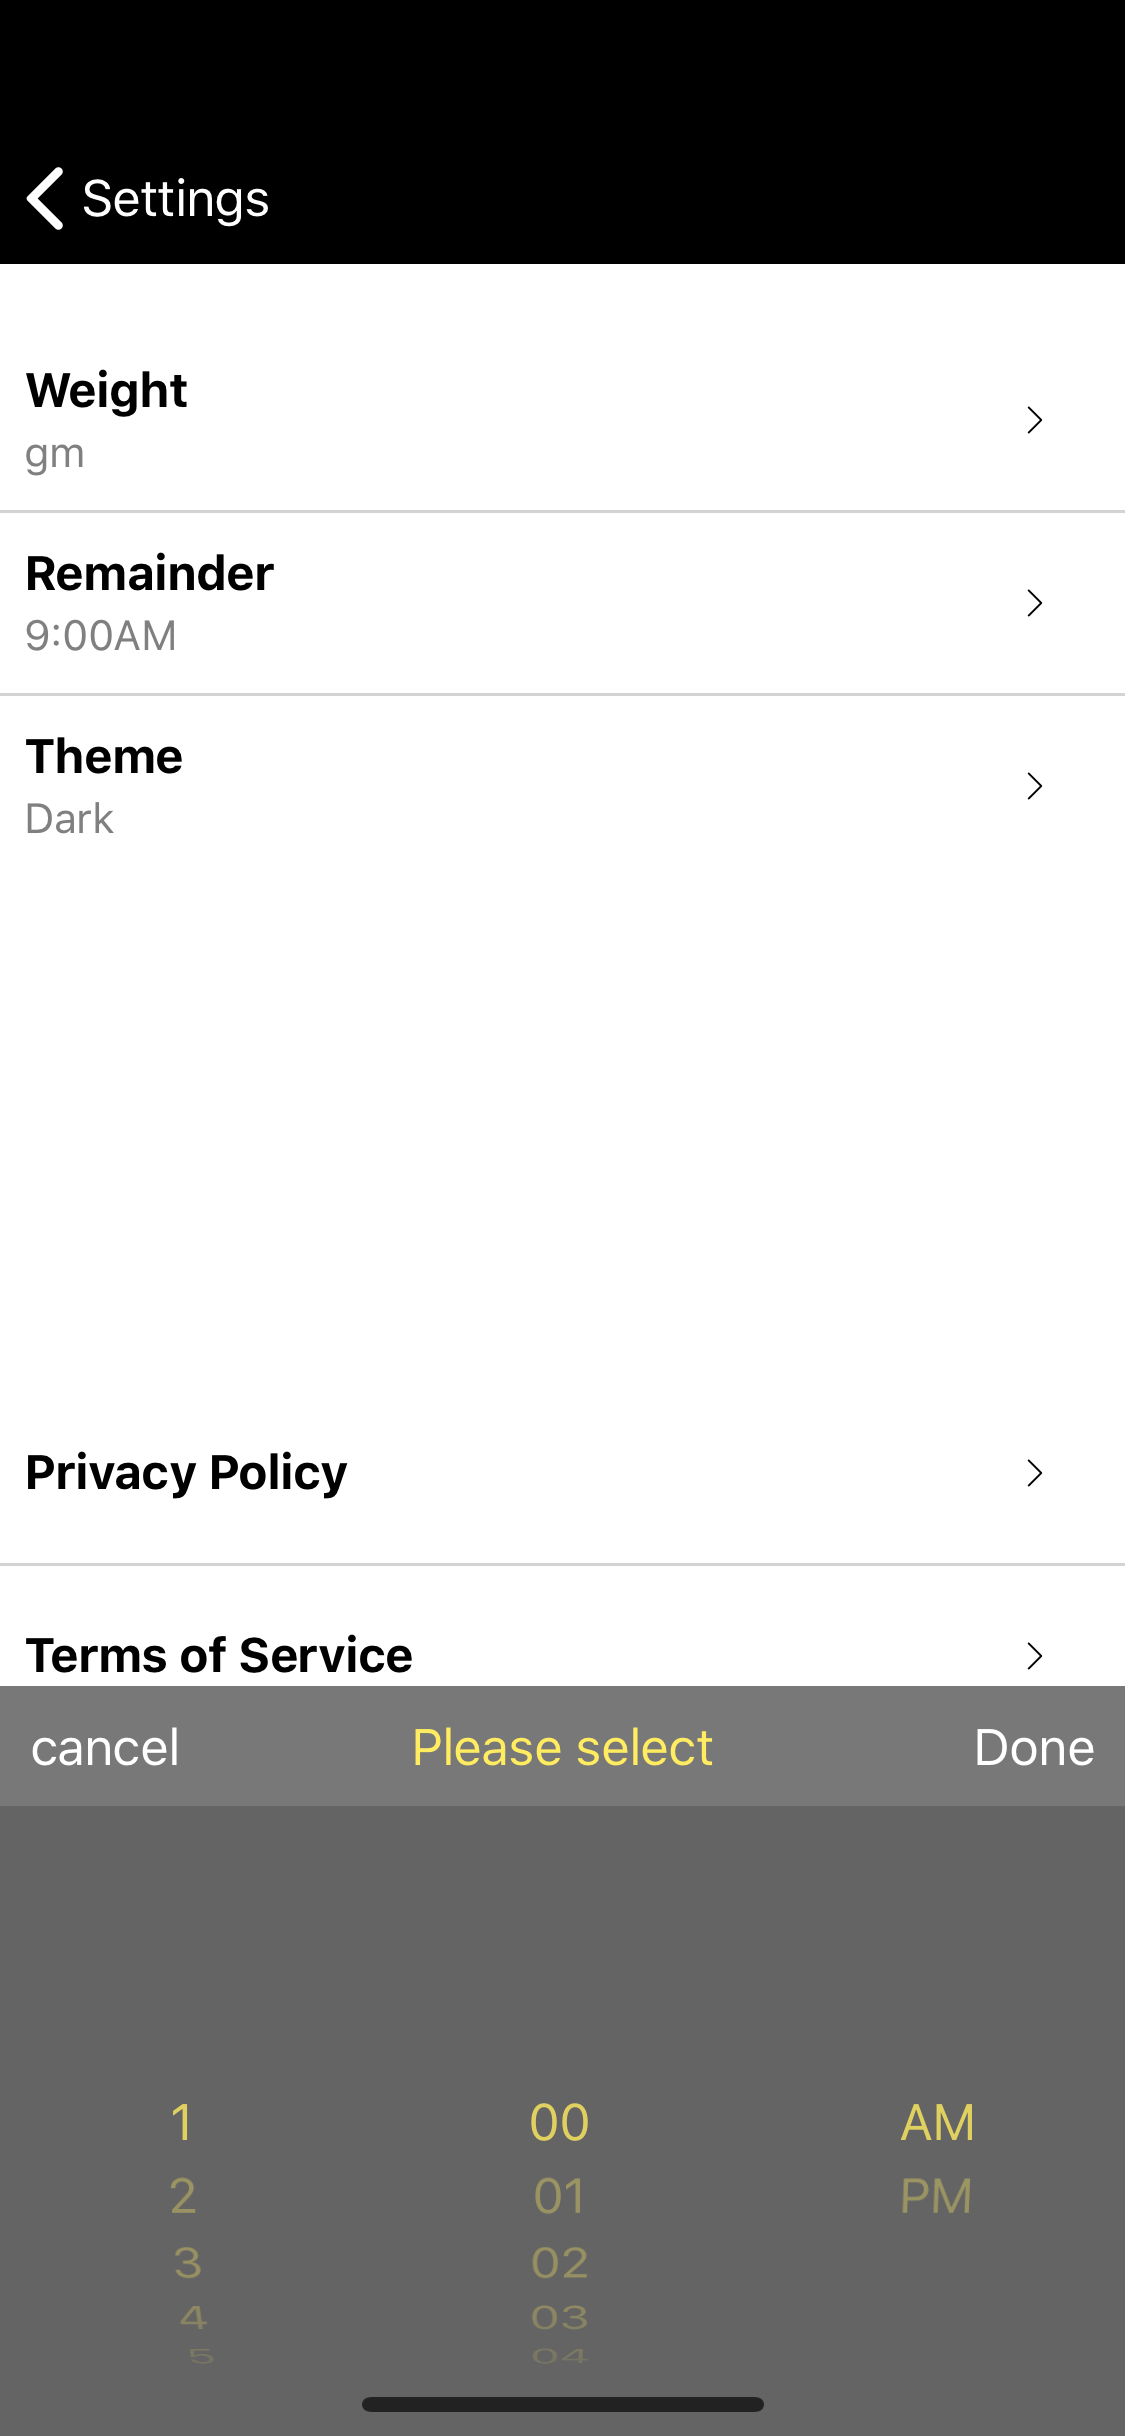 Settings
Weight
gm
Remainder
9:00AM
Theme
Dark
Privacy Policy
Terms of Service
cancel Please select Done
1 00 AM
2 01 PM
3 02
4 03
5 04